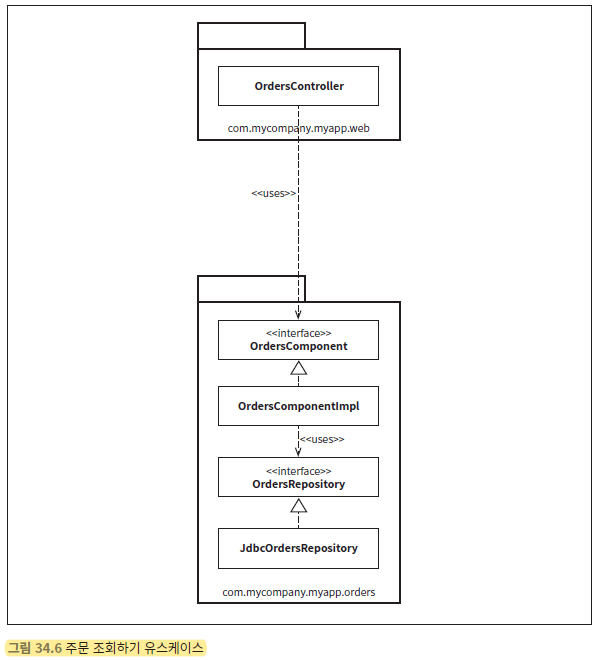 OrdersController
com.mycompany.myapp.web
<<uses>>
<<interface>>
OrdersComponent
OrdersComponentImpl
<<uses>>
<<interface>>
OrdersRepository
JdbcOrdersRepository
com.mycompany.myapp.orders
그림 34.6 주문 조회하기 유스케이스